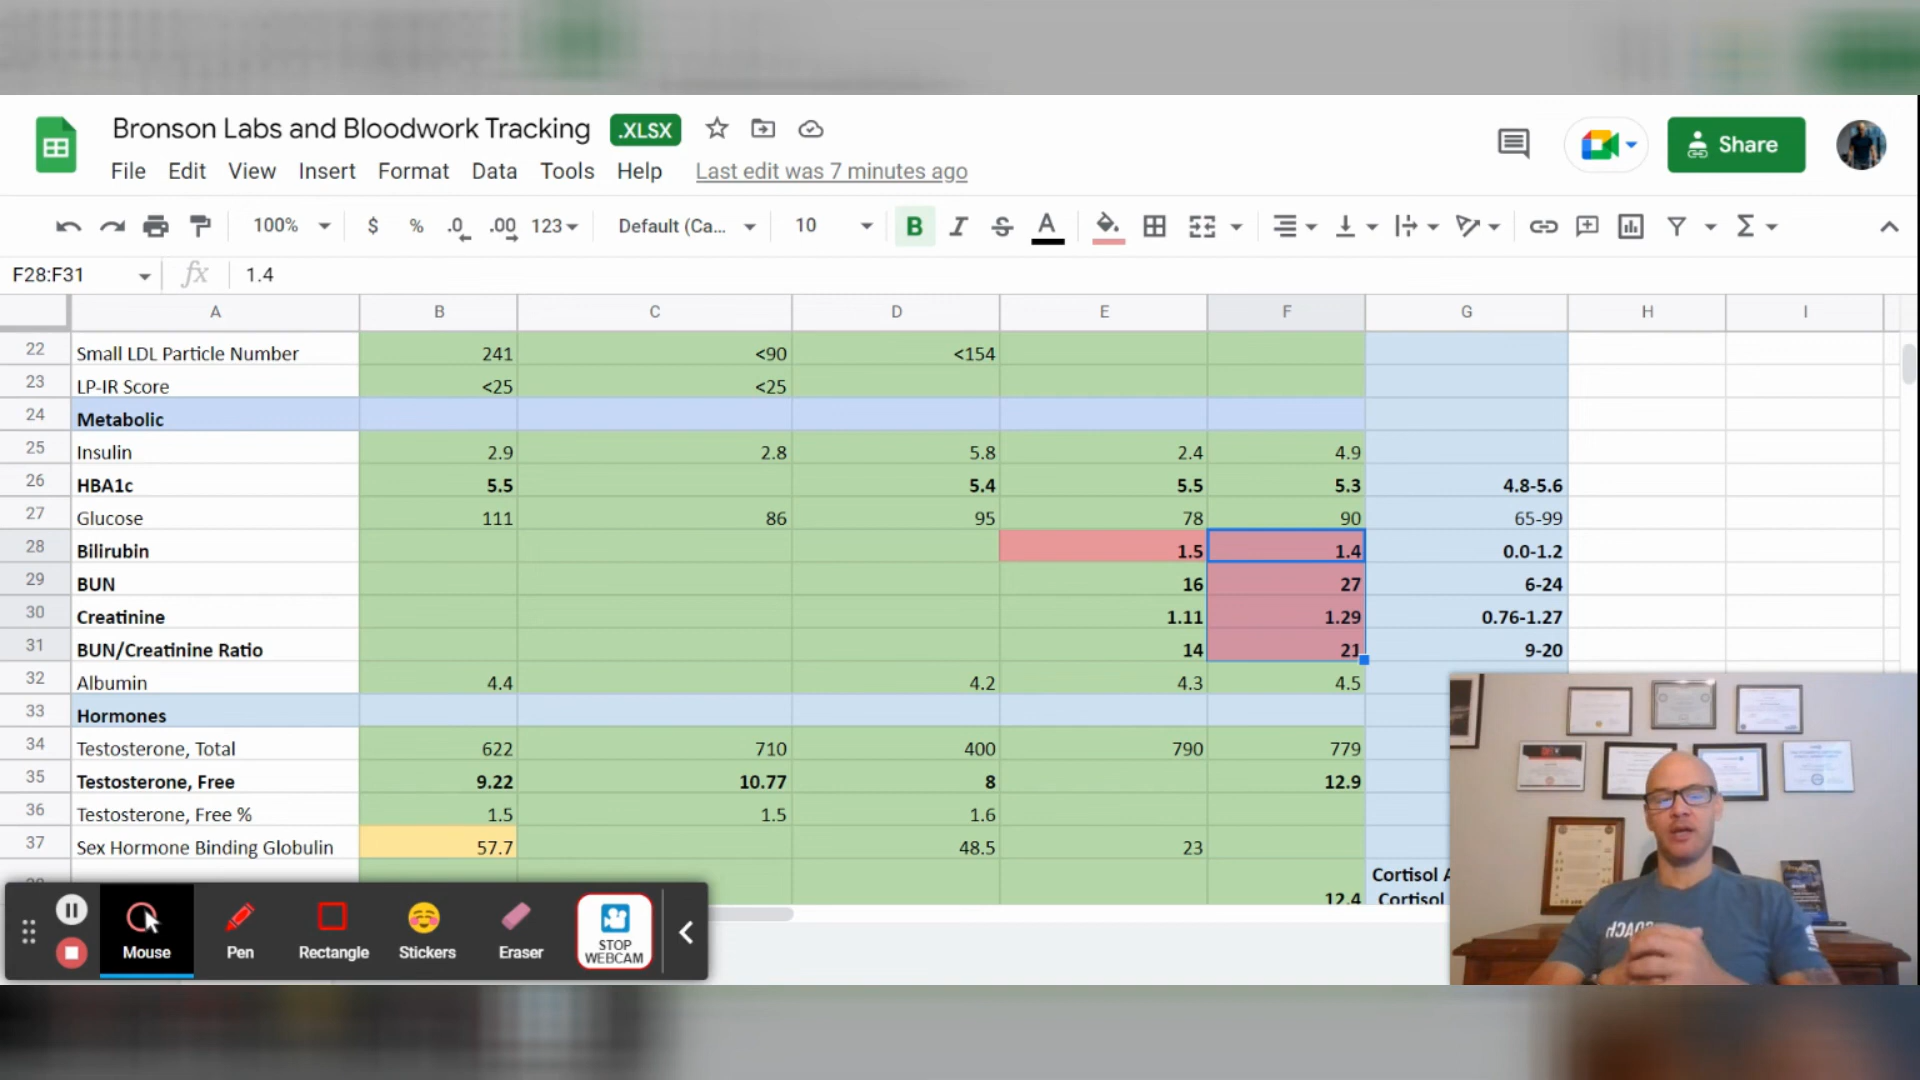 Bronson Labs and Bloodwork Tracking .XLSX
File Edit View Insert Format Data Tools Help Last edit was 7 minutes ago
Share
100% $ % .0 .00 123 Default (Ca... 10 B I S A Σ
F28:F31 fx 1.4
A B C D E F G H I
22 Small LDL Particle Number 241 <90 <154
23 LP-IR Score <25 <25
24 Metabolic
25 Insulin 2.9 2.8 5.8 2.4 4.9
26 HBA1c 5.5 5.4 5.5 5.3 4.8-5.6
27 Glucose 111 86 95 78 90 65-99
28 Bilirubin 1.5 1.4 0.0-1.2
29 BUN 16 27 6-24
30 Creatinine 1.11 1.29 0.76-1.27
31 BUN/Creatinine Ratio 14 21 9-20
32 Albumin 4.4 4.2 4.3 4.5
33 Hormones
34 Testosterone, Total 622 710 400 790 779
35 Testosterone, Free 9.22 10.77 8 12.9
36 Testosterone, Free % 1.5 1.5 1.6
37 Sex Hormone Binding Globulin 57.7 48.5 23
Cortisol A
12.4 Cortisol
Mouse Pen Rectangle Stickers Eraser STOP WEBCAM
COACH